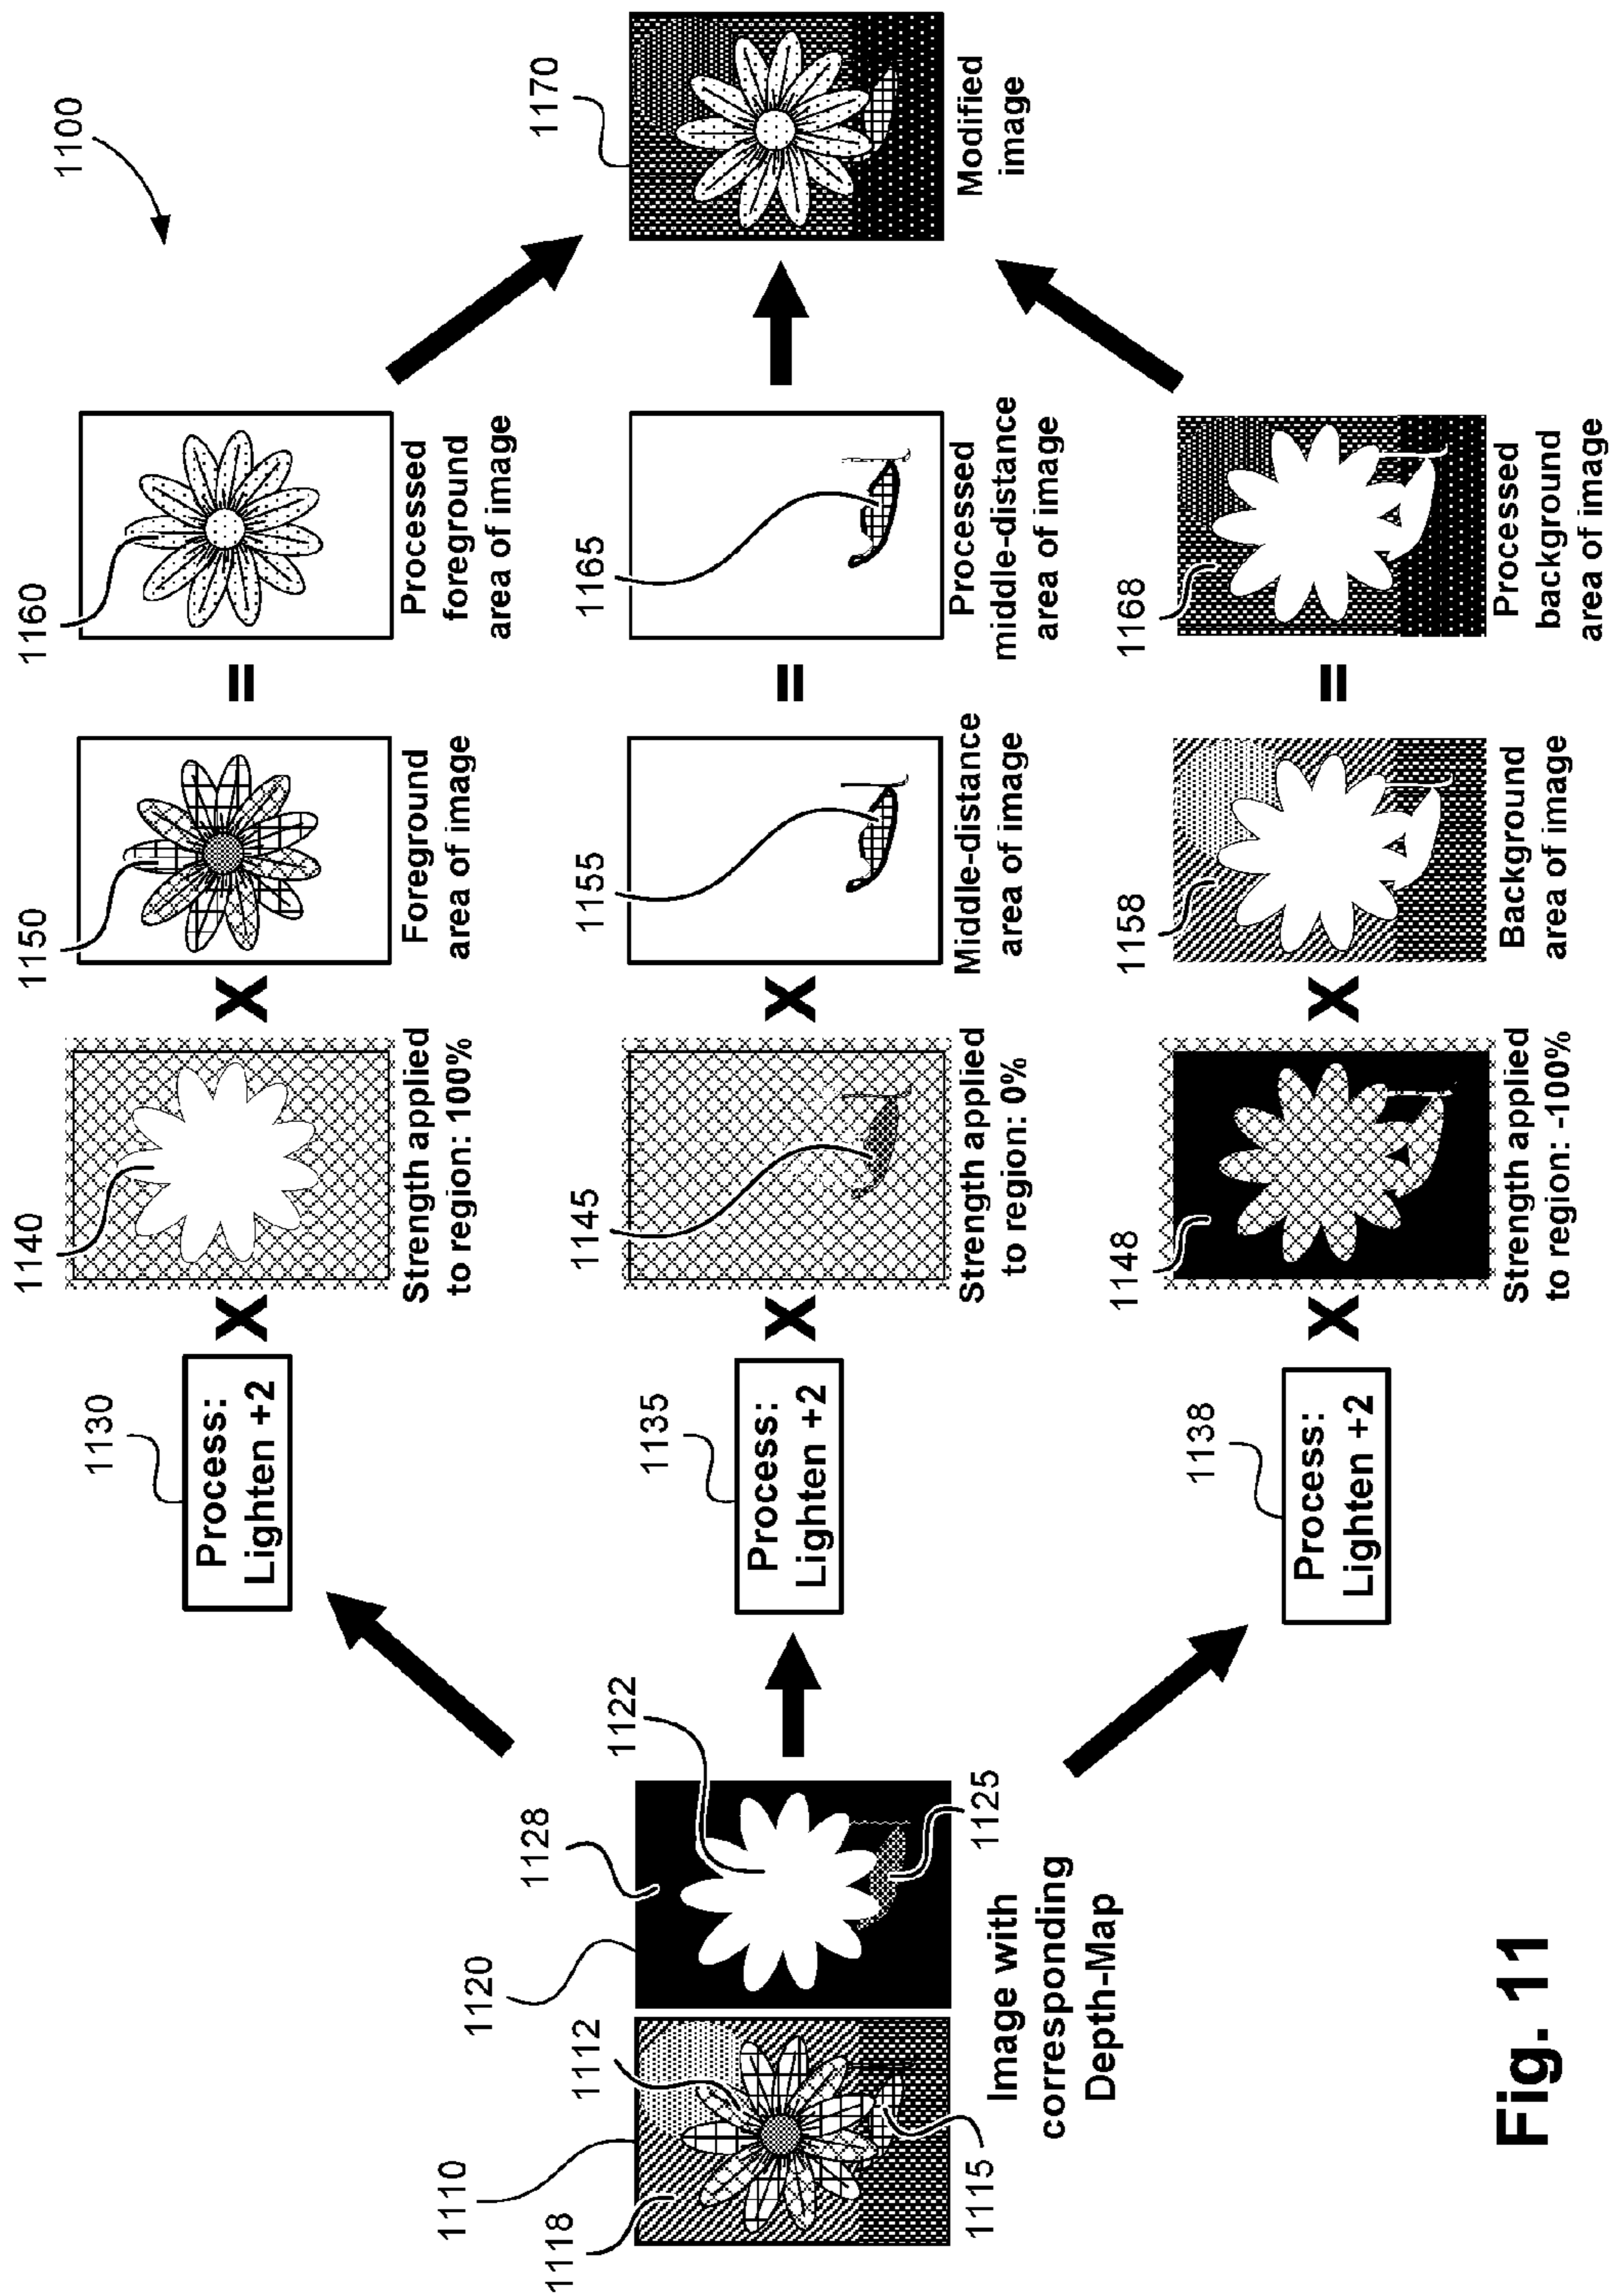 1100
1110
1118
1112
1115
1120
1128
1122
1125
Image with
corresponding
Depth-Map
1130
Process:
Lighten +2
1140
Strength applied
to region: 100%
X
X
1150
Foreground
area of image
=
1160
Processed
foreground
area of image
1135
Process:
Lighten +2
1145
Strength applied
to region: 0%
X
X
1155
Middle-distance
area of image
=
1165
Processed
middle-distance
area of image
1138
Process:
Lighten +2
1148
Strength applied
to region: -100%
X
X
1158
Background
area of image
=
1168
Processed
background
area of image
1170
Modified
image
Fig. 11